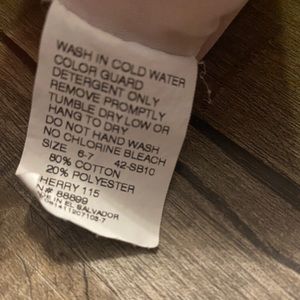 WASH IN COLD WATER
COLOR GUARD
DETERGENT ONLY
REMOVE PROMPTLY
TUMBLE DRY LOW OR
HANG TO DRY
DO NOT HAND WASH
NO CHLORINE BLEACH
SIZE 6-7 42-SB10
80% COTTON
20% POLYESTER
HERRY 115
N# 88899
IN EL SALVADOR